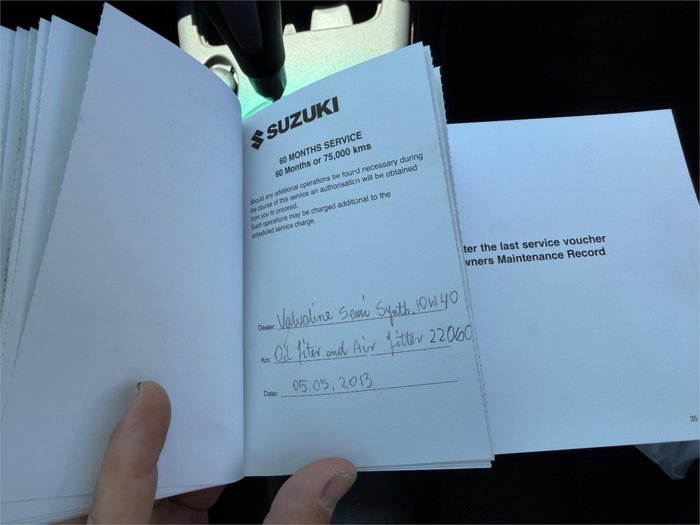 SUZUKI
60 MONTHS SERVICE
60 Months or 75,000 kms
Should any additional operations be found necessary during
the course of this service an authorisation will be obtained
from you to proceed.
Such operations may be charged additional to the
scheduled service charge.
Dealer: Valvoline Semi Synth. 10W40
Km: Oil fiter and Air fitter 22060
Date: 05.05.2013
ter the last service voucher
wners Maintenance Record
35